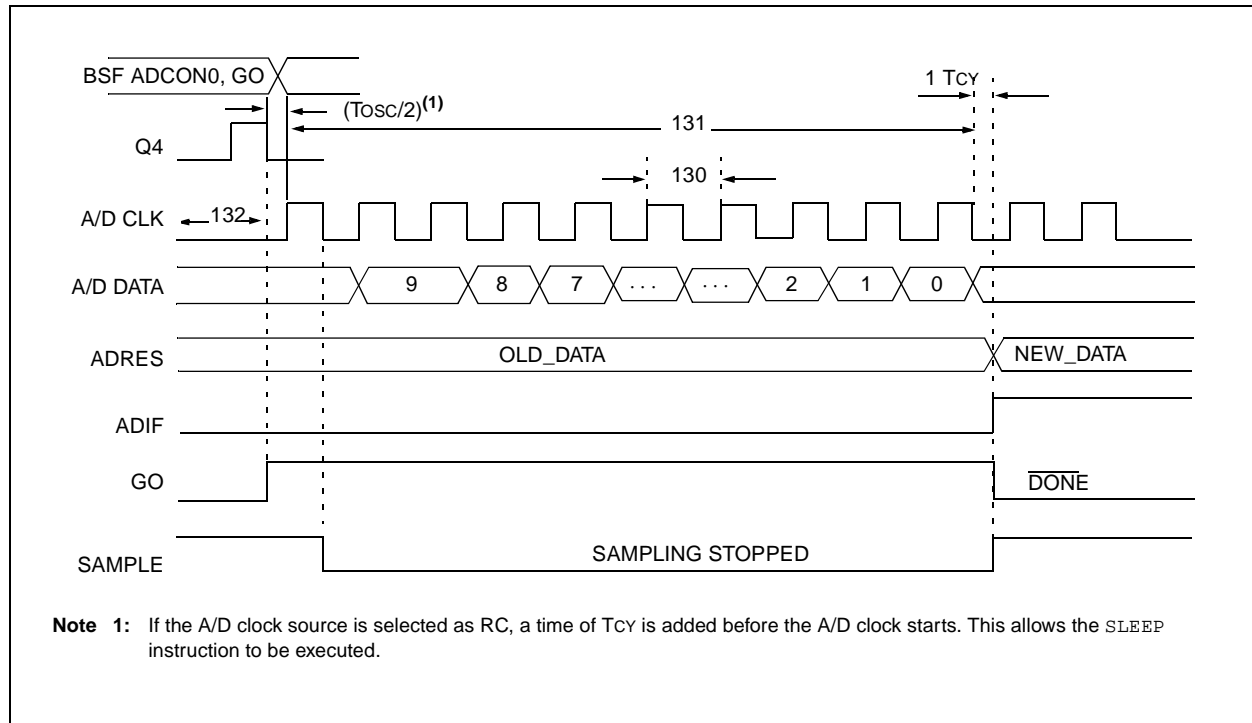 BSF ADCON0, GO
1 TCY
(TOSC/2)(1)
131
Q4
130
A/D CLK
132
A/D DATA
9 8 7 . . . . . . 2 1 0
ADRES
OLD_DATA
NEW_DATA
ADIF
GO
DONE
SAMPLE
SAMPLING STOPPED
Note 1: If the A/D clock source is selected as RC, a time of TCY is added before the A/D clock starts. This allows the SLEEP
instruction to be executed.